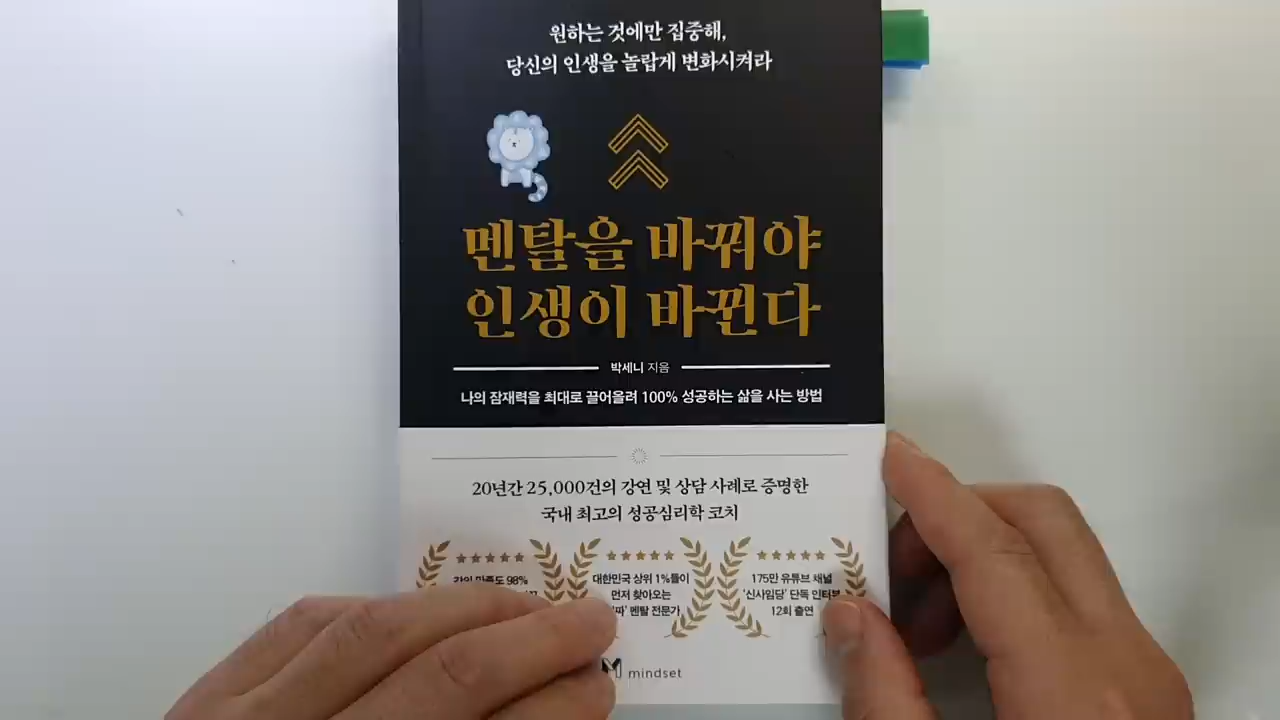 원하는 것에만 집중해,
당신의 인생을 놀랍게 변화시켜라
멘탈을 바꿔야
인생이 바뀐다
박세니 지음
나의 잠재력을 최대로 끌어올려 100% 성공하는 삶을 사는 방법
20년간 25,000건의 강연 및 상담 사례로 증명한
국내 최고의 성공심리학 코치
강의 만족도 98%
대한민국 상위 1%들이
먼저 찾아오는
멘탈 전문가
175만 유튜브 채널
'신사임당' 단독 인터뷰
12회 출연
mindset